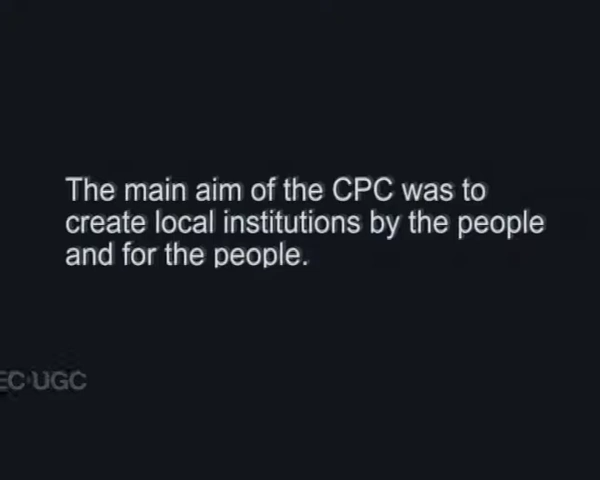 The main aim of the CPC was to
create local institutions by the people
and for the people.
EC-UGC